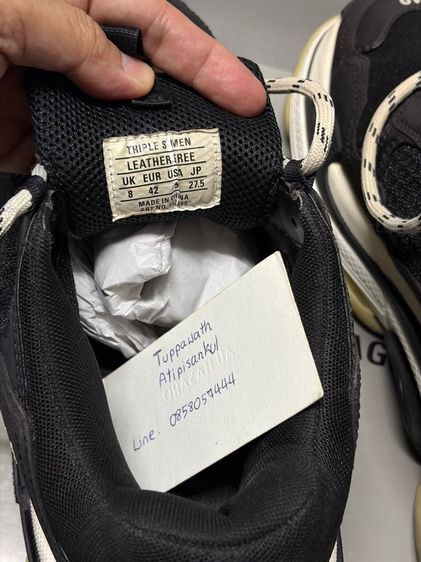 TRIPLE S MEN
LEATHER FREE
UK EUR USA JP
8 42 9 27.5
MADE IN CHINA
Tuppawath
Atipisankul
Line. 0858057444